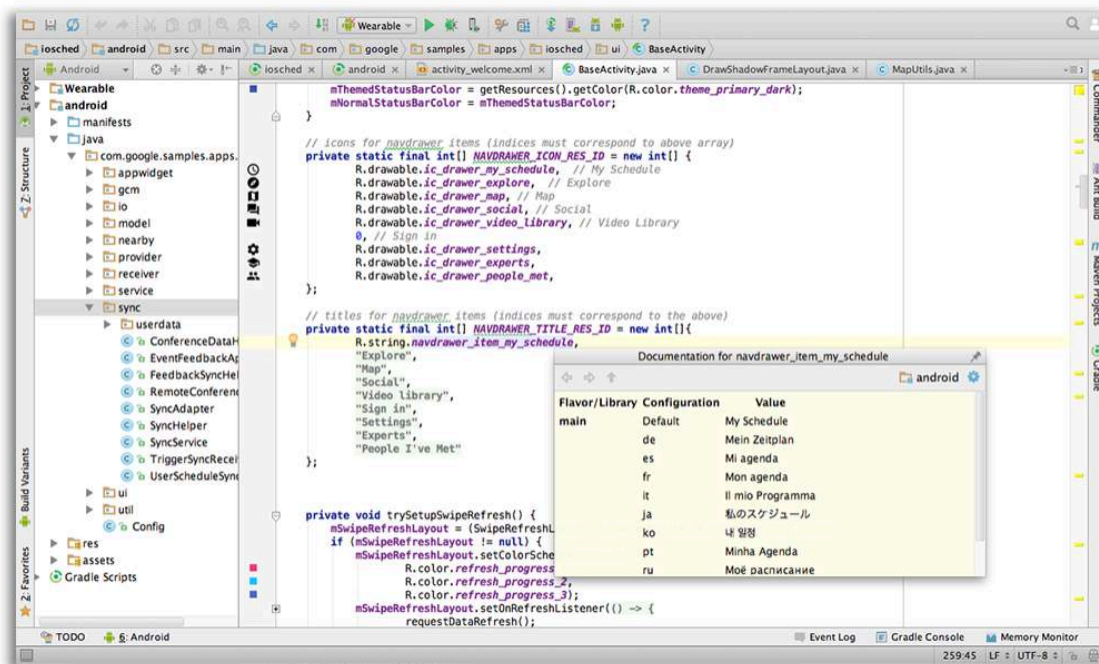 Wearable
iosched android src main java com google samples apps iosched ui BaseActivity
Android
iosched android activity_welcome.xml BaseActivity.java DrawShadowFrameLayout.java MapUtils.java
1: Project
Z: Structure
Build Variants
2: Favorites
Wearable
android
manifests
java
com.google.samples.apps.
appwidget
gcm
io
model
nearby
provider
receiver
service
sync
userdata
ConferenceDataH
EventFeedbackAp
FeedbackSyncHel
RemoteConferenc
SyncAdapter
SyncHelper
SyncService
TriggerSyncRecei
UserScheduleSync
ui
util
Config
res
assets
Gradle Scripts
mThemedStatusBarColor = getResources().getColor(R.color.theme_primary_dark);
mNormalStatusBarColor = mThemedStatusBarColor;
}
// icons for navdrawer items (indices must correspond to above array)
private static final int[] NAVDRAWER_ICON_RES_ID = new int[] {
R.drawable.ic_drawer_my_schedule, // My Schedule
R.drawable.ic_drawer_explore, // Explore
R.drawable.ic_drawer_map, // Map
R.drawable.ic_drawer_social, // Social
R.drawable.ic_drawer_video_library, // Video Library
0, // Sign in
R.drawable.ic_drawer_settings,
R.drawable.ic_drawer_experts,
R.drawable.ic_drawer_people_met,
};
// titles for navdrawer items (indices must correspond to the above)
private static final int[] NAVDRAWER_TITLE_RES_ID = new int[]{
R.string.navdrawer_item_my_schedule,
"Explore",
"Map",
"Social",
"Video library",
"Sign in",
"Settings",
"Experts",
"People I've Met"
};
private void trySetupSwipeRefresh() {
mSwipeRefreshLayout = (SwipeRefreshL
if (mSwipeRefreshLayout != null) {
mSwipeRefreshLayout.setColorSche
R.color.refresh_progress
R.color.refresh_progress_2,
R.color.refresh_progress_3);
mSwipeRefreshLayout.setOnRefreshListener(() -> {
requestDataRefresh();
Documentation for navdrawer_item_my_schedule
android
Flavor/Library Configuration Value
main Default My Schedule
de Mein Zeitplan
es Mi agenda
fr Mon agenda
it Il mio Programma
ja 私のスケジュール
ko 내 일정
pt Minha Agenda
ru Моё расписание
Commander
Ant Build
Maven Projects
Gradle
TODO 6: Android Event Log Gradle Console Memory Monitor
259:45 LF UTF-8